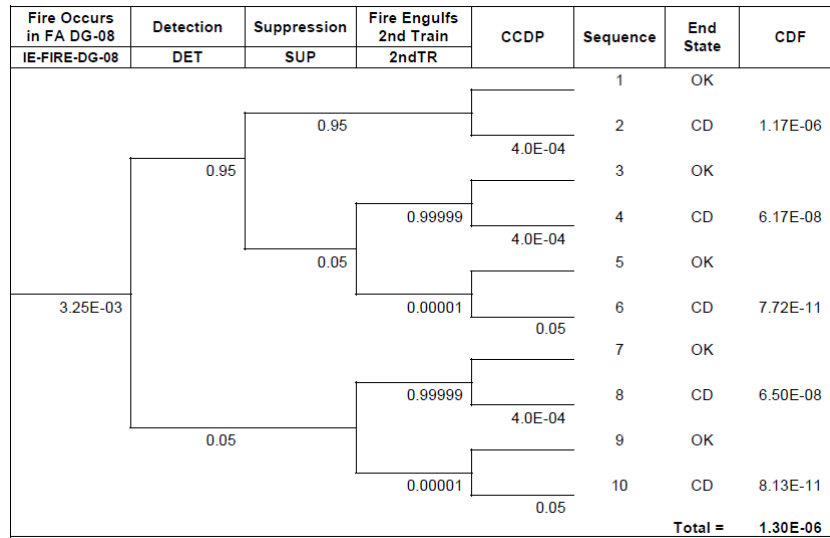 Fire Occurs in FA DG-08 Detection Suppression Fire Engulfs 2nd Train CCDP Sequence End State CDF
IE-FIRE-DG-08 DET SUP 2ndTR
1 OK
0.95 2 CD 1.17E-06
4.0E-04
0.95 3 OK
0.99999 4 CD 6.17E-08
4.0E-04
0.05 5 OK
3.25E-03 0.00001 6 CD 7.72E-11
0.05
7 OK
0.99999 8 CD 6.50E-08
4.0E-04
0.05 9 OK
0.00001 10 CD 8.13E-11
0.05
Total = 1.30E-06